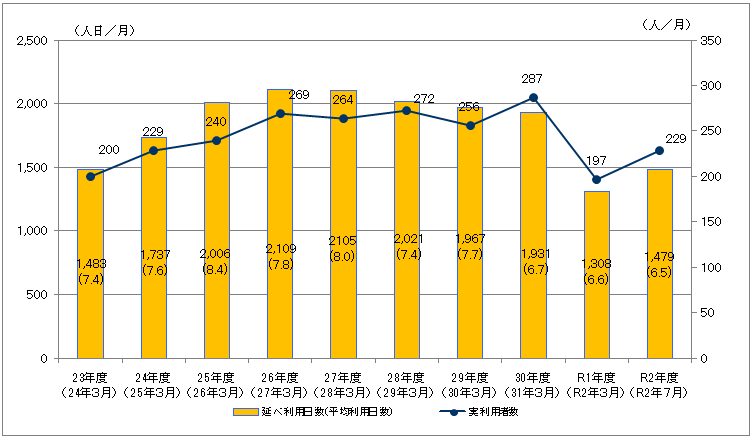 （人日／月）　（人／月）
2,500　350
2,000　300
1,500　250
1,000　200
500　150
0　100
50
0
200　229　240　269　264　272　256　287　197　229
1,483　1,737　2,006　2,109　2105　2,021　1,967　1,931　1,308　1,479
(7.4)　(7.6)　(8.4)　(7.8)　(8.0)　(7.4)　(7.7)　(6.7)　(6.6)　(6.5)
23年度　24年度　25年度　26年度　27年度　28年度　29年度　30年度　R1年度　R2年度
（24年3月）　（25年3月）　（26年3月）　（27年3月）　（28年3月）　（29年3月）　（30年3月）　（31年3月）　（R2年3月）　（R2年7月）
延べ利用日数(平均利用日数)　実利用者数